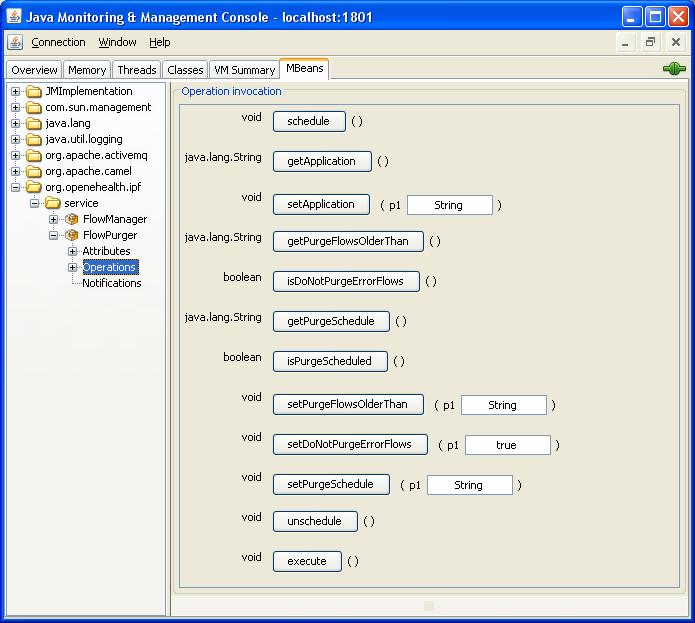 Java Monitoring & Management Console - localhost:1801
Connection Window Help
Overview Memory Threads Classes VM Summary MBeans
JMImplementation
com.sun.management
java.lang
java.util.logging
org.apache.activemq
org.apache.camel
org.openehealth.ipf
service
FlowManager
FlowPurger
Attributes
Operations
Notifications
Operation invocation
void schedule ( )
java.lang.String getApplication ( )
void setApplication ( p1 String )
java.lang.String getPurgeFlowsOlderThan ( )
boolean isDoNotPurgeErrorFlows ( )
java.lang.String getPurgeSchedule ( )
boolean isPurgeScheduled ( )
void setPurgeFlowsOlderThan ( p1 String )
void setDoNotPurgeErrorFlows ( p1 true )
void setPurgeSchedule ( p1 String )
void unschedule ( )
void execute ( )